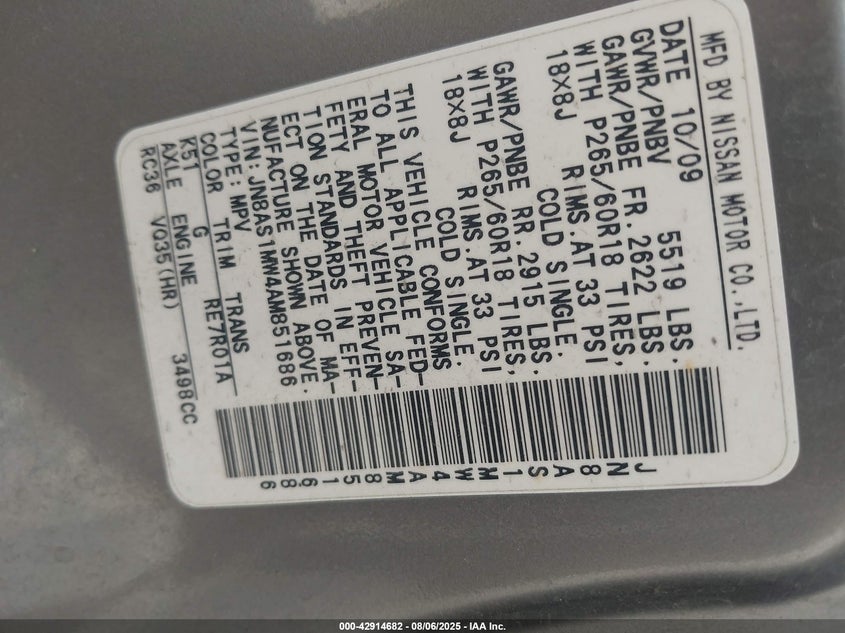 MFD BY NISSAN MOTOR CO.,LTD.
DATE 10/09
GVWR/PNBV 5519 LBS.
GAWR/PNBE FR. 2622 LBS.
WITH P265/60R18 TIRES,
18×8J RIMS. AT 33 PSI
COLD SINGLE.
GAWR/PNBE RR. 2915 LBS.
WITH P265/60R18 TIRES,
18×8J RIMS. AT 33 PSI
COLD SINGLE.
THIS VEHICLE CONFORMS
TO ALL APPLICABLE FED-
ERAL MOTOR VEHICLE SA-
FETY AND THEFT PREVEN-
TION STANDARDS IN EFF-
ECT ON THE DATE OF MA-
NUFACTURE SHOWN ABOVE.
VIN: JN8AS1MW4AM851686
TYPE: MPV
COLOR TRIM TRANS
K51 G RE7R01A
AXLE ENGINE
RC36 VQ35(HR) 3498CC
JN8AS1MW4AM851686
000-42914682 - 08/06/2025 - IAA Inc.